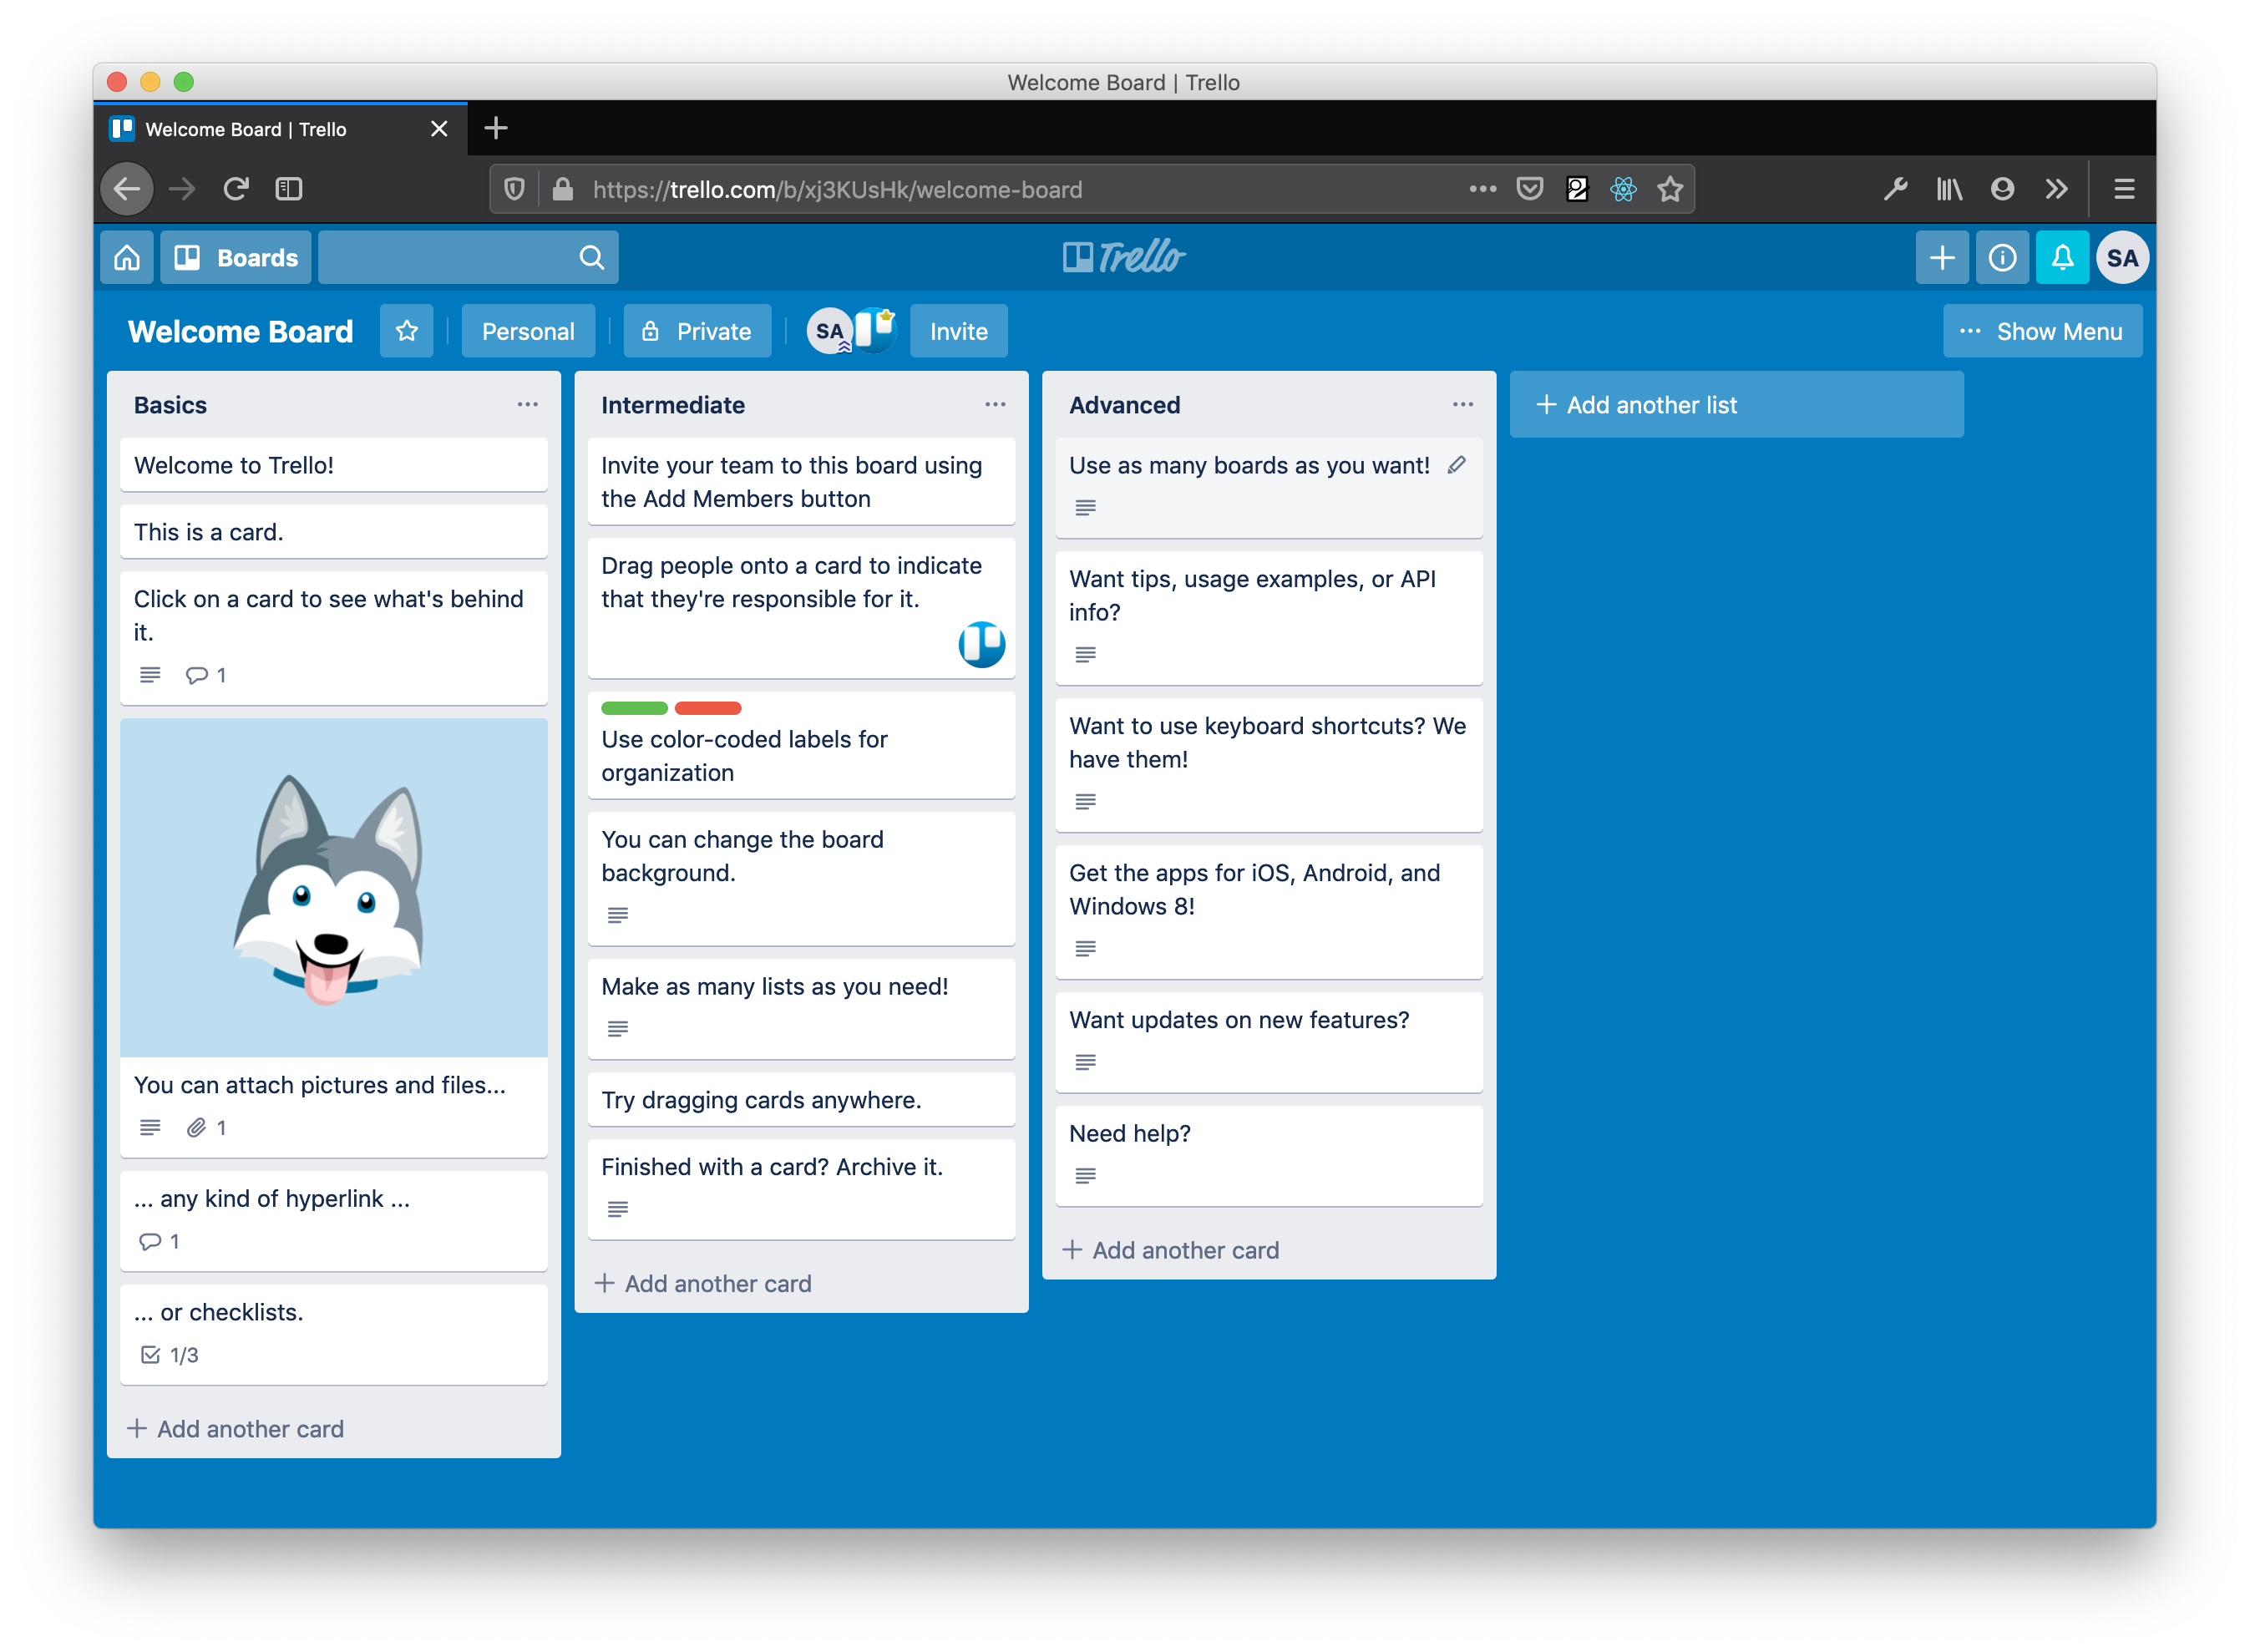 Welcome Board | Trello
Welcome Board | Trello
https://trello.com/b/xj3KUsHk/welcome-board
Boards
Trello
SA
Welcome Board
Personal
Private
SA
Invite
... Show Menu
Basics
Welcome to Trello!
This is a card.
Click on a card to see what's behind
it.
1
You can attach pictures and files...
1
... any kind of hyperlink ...
1
... or checklists.
1/3
+ Add another card
Intermediate
Invite your team to this board using
the Add Members button
Drag people onto a card to indicate
that they're responsible for it.
Use color-coded labels for
organization
You can change the board
background.
Make as many lists as you need!
Try dragging cards anywhere.
Finished with a card? Archive it.
+ Add another card
Advanced
Use as many boards as you want!
Want tips, usage examples, or API
info?
Want to use keyboard shortcuts? We
have them!
Get the apps for iOS, Android, and
Windows 8!
Want updates on new features?
Need help?
+ Add another card
+ Add another list